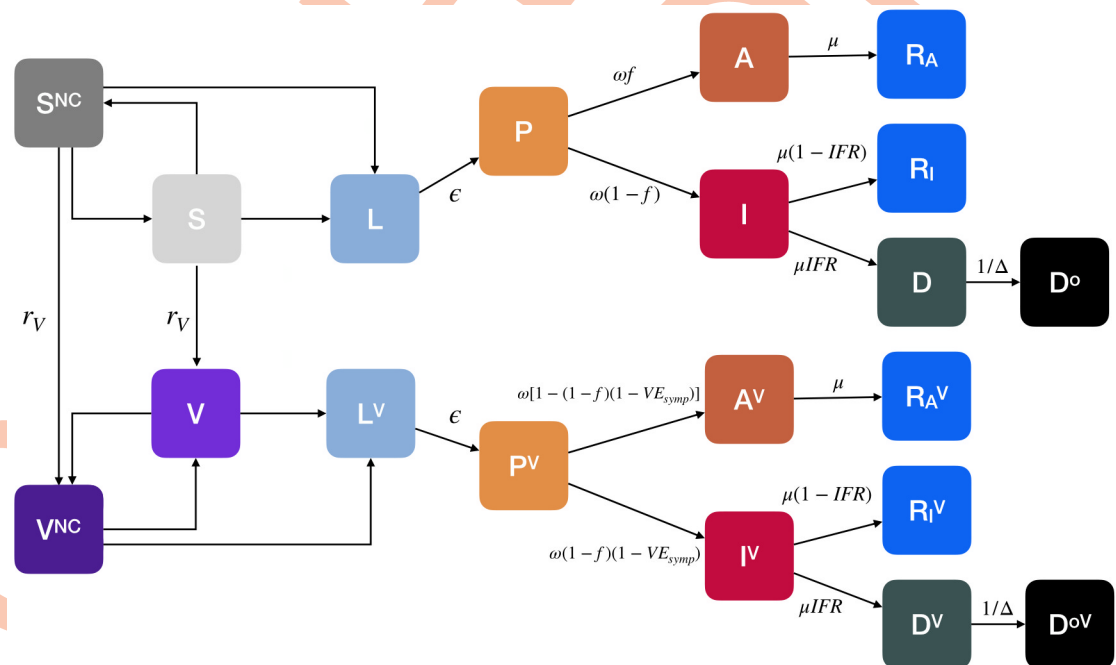 S^NC
S
L
ϵ
P
ωf
ω(1 − f)
A
μ
R_A
I
μ(1 − IFR)
R_I
μIFR
D
1/Δ
D^o
r_V
r_V
V
V^NC
L^V
ϵ
P^V
ω[1 − (1 − f)(1 − VE_symp)]
ω(1 − f)(1 − VE_symp)
A^V
μ
R_A^V
I^V
μ(1 − IFR)
R_I^V
μIFR
D^V
1/Δ
D^oV